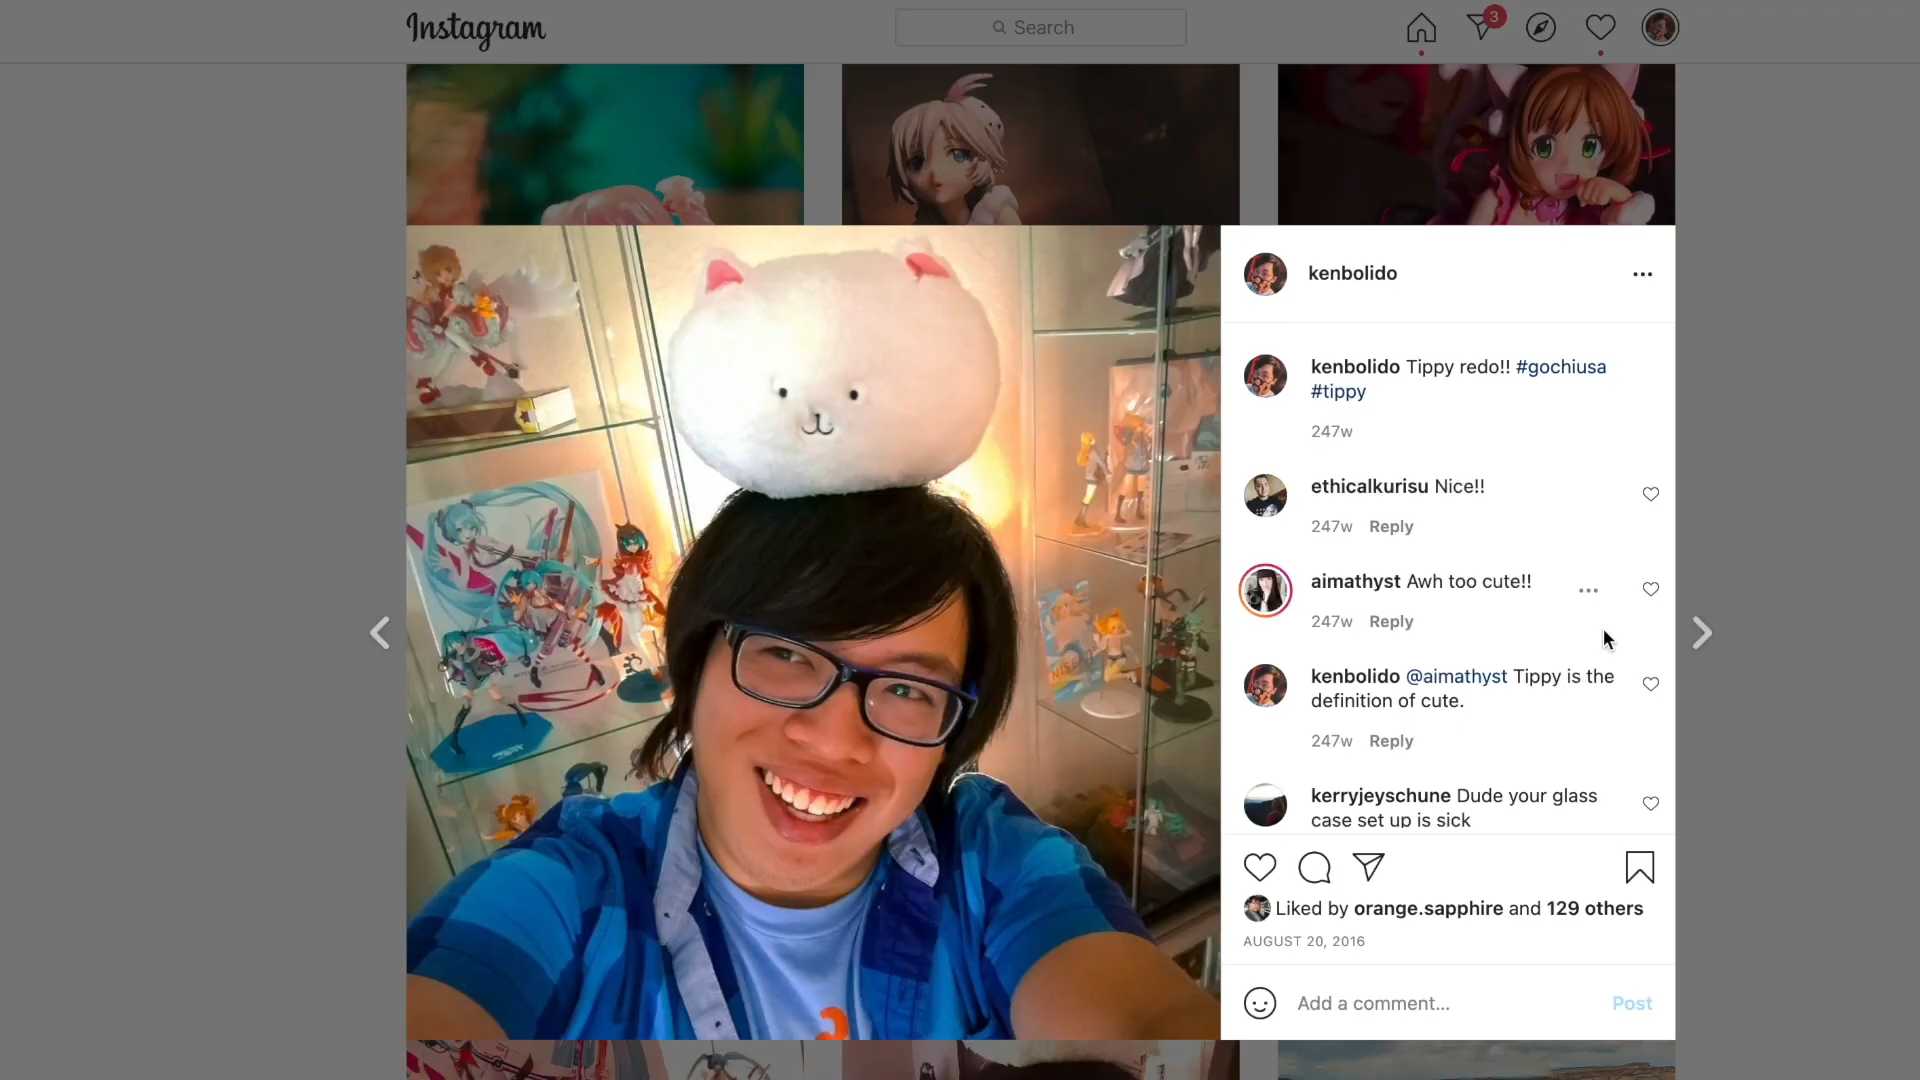 Instagram
Search
3
kenbolido
kenbolido Tippy redo!! #gochiusa
#tippy
247w
ethicalkurisu Nice!!
247w Reply
aimathyst Awh too cute!!
247w Reply
kenbolido @aimathyst Tippy is the
definition of cute.
247w Reply
kerryjeyschune Dude your glass
case set up is sick
Liked by orange.sapphire and 129 others
AUGUST 20, 2016
Add a comment...
Post